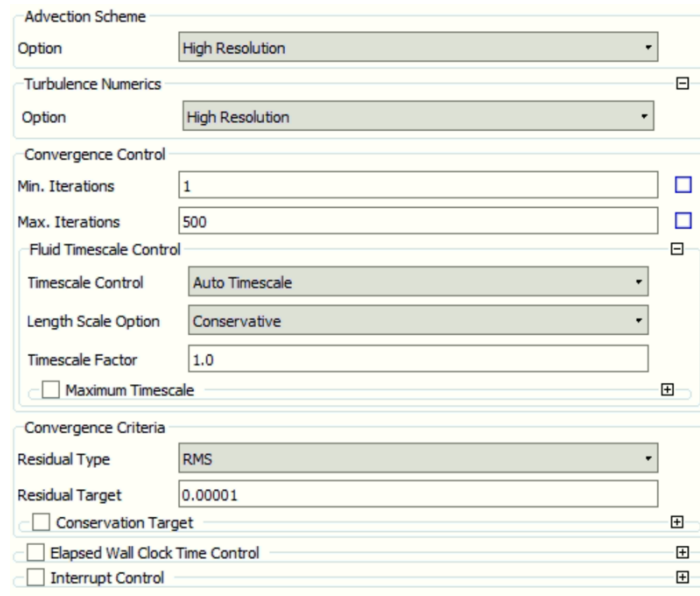 Advection Scheme
Option High Resolution
Turbulence Numerics
Option High Resolution
Convergence Control
Min. Iterations 1
Max. Iterations 500
Fluid Timescale Control
Timescale Control Auto Timescale
Length Scale Option Conservative
Timescale Factor 1.0
Maximum Timescale
Convergence Criteria
Residual Type RMS
Residual Target 0.00001
Conservation Target
Elapsed Wall Clock Time Control
Interrupt Control